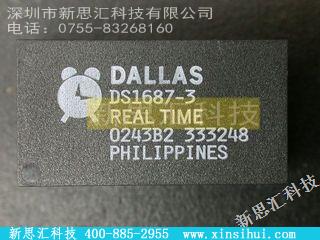 深圳市新思汇科技有限公司
电话：0755-83268160
DALLAS
DS1687-3
REAL TIME
0243B2 333248
PHILIPPINES
新思汇科技
新思汇科技 400-885-2955 www.xinsihui.com